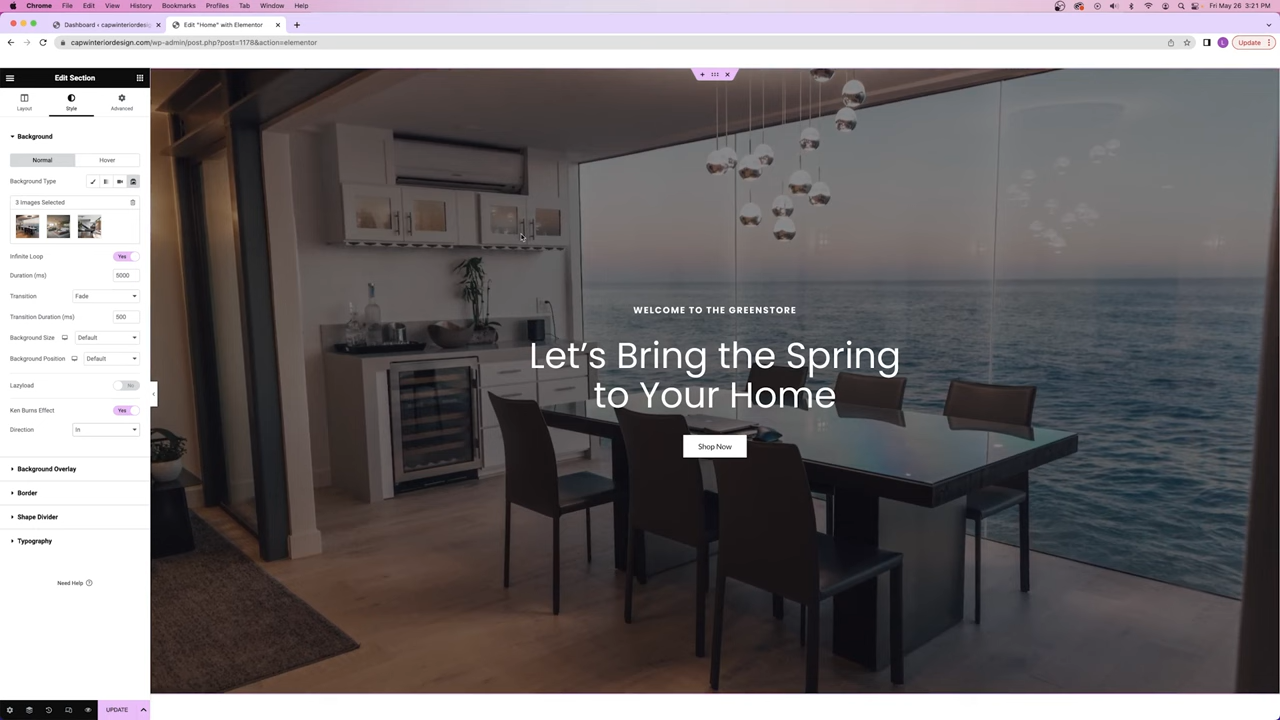 Chrome File Edit View History Bookmarks Profiles Tab Window Help
Fri May 26 3:21 PM
Dashboard ‹ capwinteriordesig
Edit "Home" with Elementor
capwinteriordesign.com/wp-admin/post.php?post=1178&action=elementor
L
Update
Edit Section
Layout
Style
Advanced
Background
Normal
Hover
Background Type
3 Images Selected
Infinite Loop
Yes
Duration (ms)
5000
Transition
Fade
Transition Duration (ms)
500
Background Size
Default
Background Position
Default
Lazyload
No
Ken Burns Effect
Yes
Direction
In
Background Overlay
Border
Shape Divider
Typography
Need Help
UPDATE
WELCOME TO THE GREENSTORE
Let's Bring the Spring
to Your Home
Shop Now